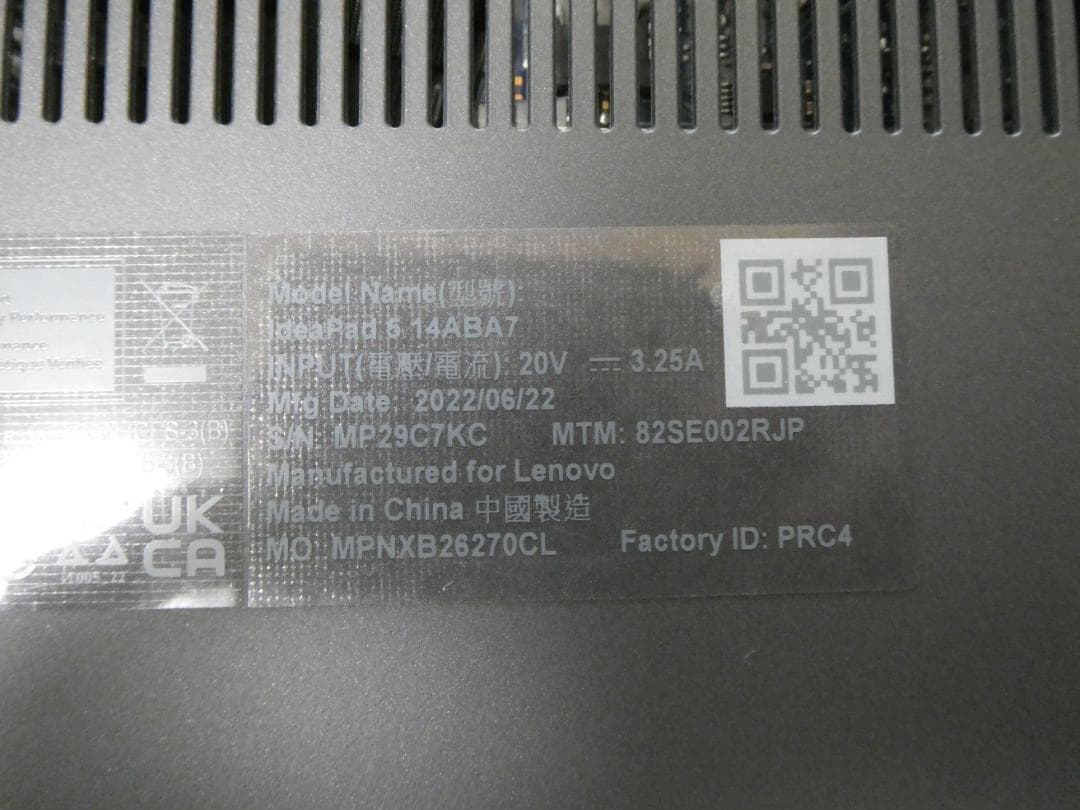 Performance
Model Name(型號):
IdeaPad 5 14ABA7
INPUT(電壓/電流): 20V ⎓ 3.25A
Mfg Date: 2022/06/22
S/N: MP29C7KC MTM: 82SE002RJP
Manufactured for Lenovo
Made in China 中國製造
MO: MPNXB26270CL Factory ID: PRC4
UK
CA